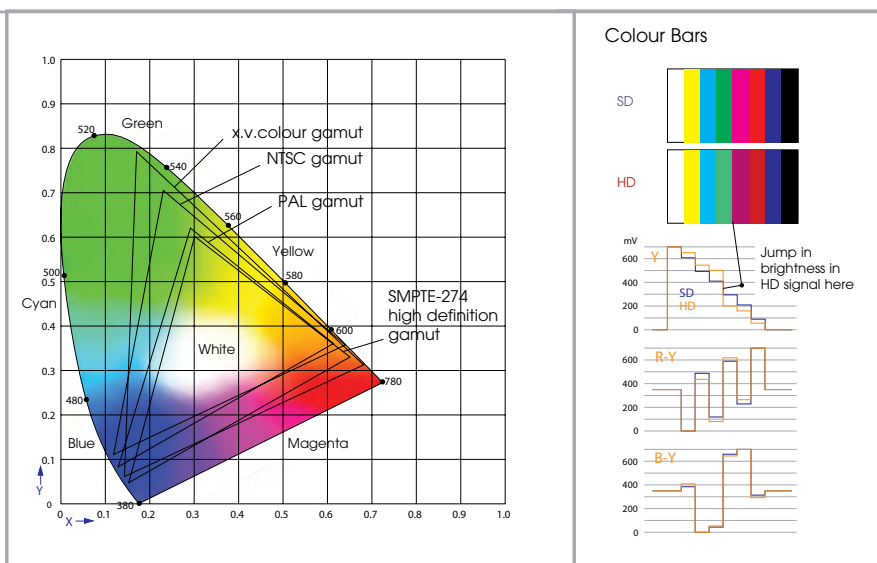 1.0
0.9
0.8
0.7
0.6
0.5
0.4
0.3
0.2
0.1
0
Y
X
0.1
0.2
0.3
0.4
0.5
0.6
0.7
0.8
0.9
1.0
520
Green
540
560
500
Cyan
Yellow
580
600
White
780
480
Blue
Magenta
380
x.v.colour gamut
NTSC gamut
PAL gamut
SMPTE-274
high definition
gamut
Colour Bars
SD
HD
mV
600
400
200
0
Y
SD
HD
Jump in
brightness in
HD signal here
R-Y
600
400
200
0
B-Y
600
400
200
0